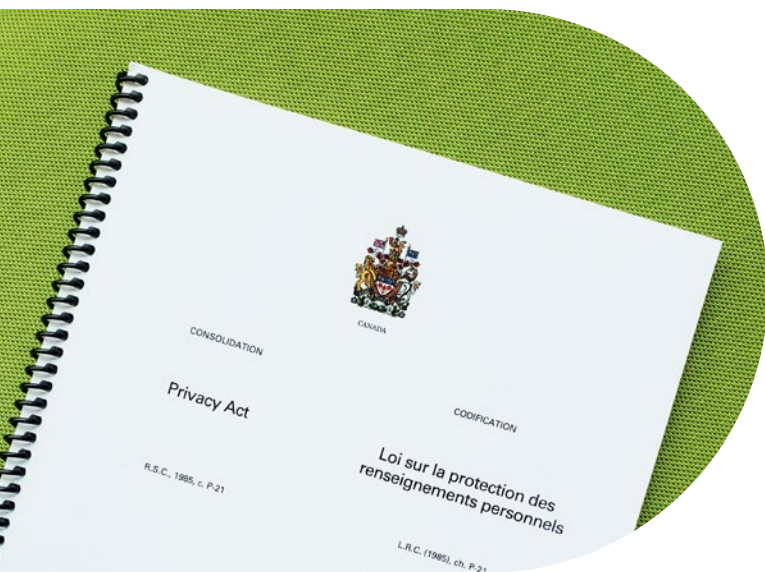 CANADA
CONSOLIDATION
Privacy Act
R.S.C., 1985, c. P-21
CODIFICATION
Loi sur la protection des
renseignements personnels
L.R.C. (1985), ch. P-21